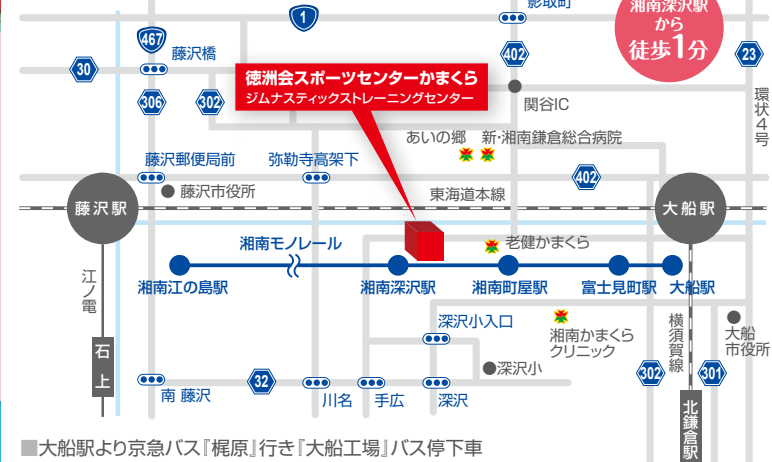 影取町
湘南深沢駅
から
徒歩1分
1
467
藤沢橋
30
402
23
306
302
徳洲会スポーツセンターかまくら
ジムナスティックストレーニングセンター
関谷IC
環状4号
あいの郷
新・湘南鎌倉総合病院
藤沢郵便局前
弥勒寺高架下
402
藤沢市役所
東海道本線
藤沢駅
大船駅
湘南モノレール
老健かまくら
江ノ電
湘南江の島駅
湘南深沢駅
湘南町屋駅
富士見町駅
大船駅
深沢小入口
湘南かまくら
クリニック
横須賀線
大船
市役所
石上
深沢小
32
302
301
南 藤沢
川名
手広
深沢
北鎌倉駅
■大船駅より京急バス『梶原』行き『大船工場』バス停下車